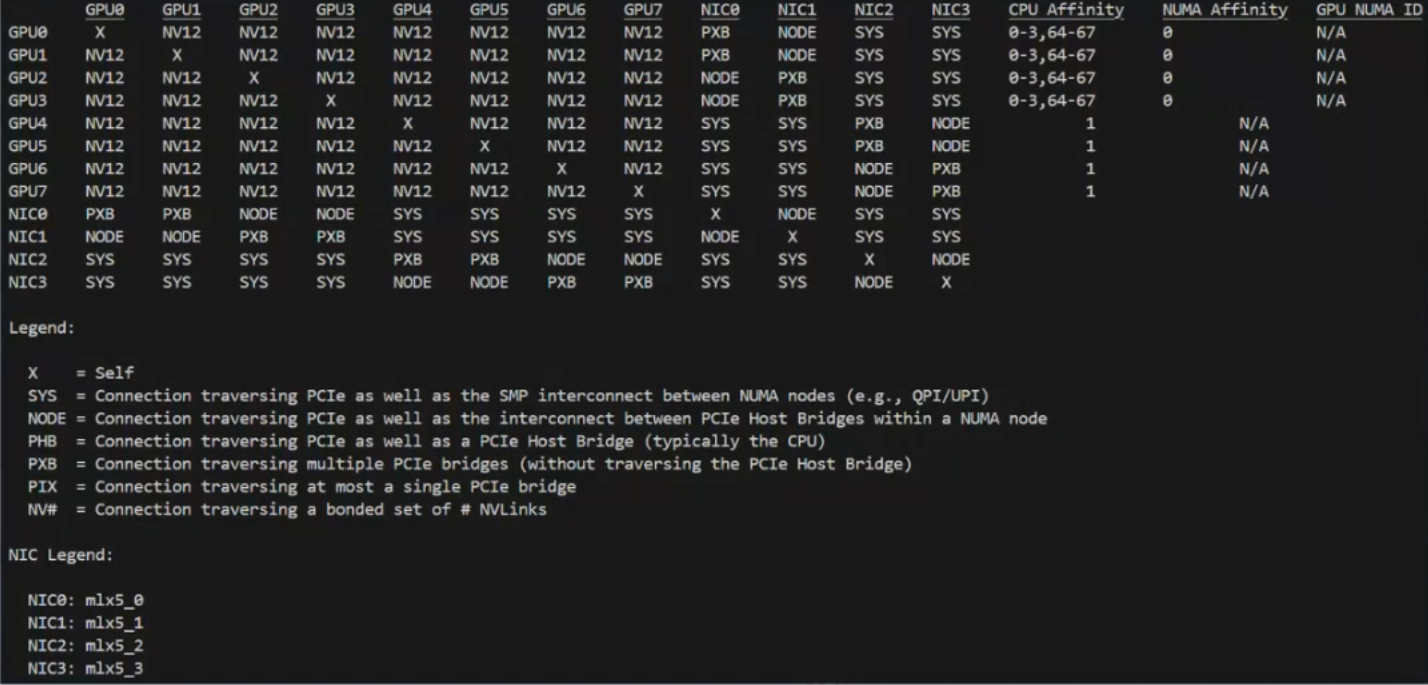 GPU0 GPU1 GPU2 GPU3 GPU4 GPU5 GPU6 GPU7 NIC0 NIC1 NIC2 NIC3 CPU Affinity NUMA Affinity GPU NUMA ID
GPU0 X NV12 NV12 NV12 NV12 NV12 NV12 NV12 PXB NODE SYS SYS 0-3,64-67 0 N/A
GPU1 NV12 X NV12 NV12 NV12 NV12 NV12 NV12 PXB NODE SYS SYS 0-3,64-67 0 N/A
GPU2 NV12 NV12 X NV12 NV12 NV12 NV12 NV12 NODE PXB SYS SYS 0-3,64-67 0 N/A
GPU3 NV12 NV12 NV12 X NV12 NV12 NV12 NV12 NODE PXB SYS SYS 0-3,64-67 0 N/A
GPU4 NV12 NV12 NV12 NV12 X NV12 NV12 NV12 SYS SYS PXB NODE 1 N/A
GPU5 NV12 NV12 NV12 NV12 NV12 X NV12 NV12 SYS SYS PXB NODE 1 N/A
GPU6 NV12 NV12 NV12 NV12 NV12 NV12 X NV12 SYS SYS NODE PXB 1 N/A
GPU7 NV12 NV12 NV12 NV12 NV12 NV12 NV12 X SYS SYS NODE PXB 1 N/A
NIC0 PXB PXB NODE NODE SYS SYS SYS SYS X NODE SYS SYS
NIC1 NODE NODE PXB PXB SYS SYS SYS SYS NODE X SYS SYS
NIC2 SYS SYS SYS SYS PXB PXB NODE NODE SYS SYS X NODE
NIC3 SYS SYS SYS SYS NODE NODE PXB PXB SYS SYS NODE X
Legend:
X = Self
SYS = Connection traversing PCIe as well as the SMP interconnect between NUMA nodes (e.g., QPI/UPI)
NODE = Connection traversing PCIe as well as the interconnect between PCIe Host Bridges within a NUMA node
PHB = Connection traversing PCIe as well as a PCIe Host Bridge (typically the CPU)
PXB = Connection traversing multiple PCIe bridges (without traversing the PCIe Host Bridge)
PIX = Connection traversing at most a single PCIe bridge
NV# = Connection traversing a bonded set of # NVLinks
NIC Legend:
NIC0: mlx5_0
NIC1: mlx5_1
NIC2: mlx5_2
NIC3: mlx5_3